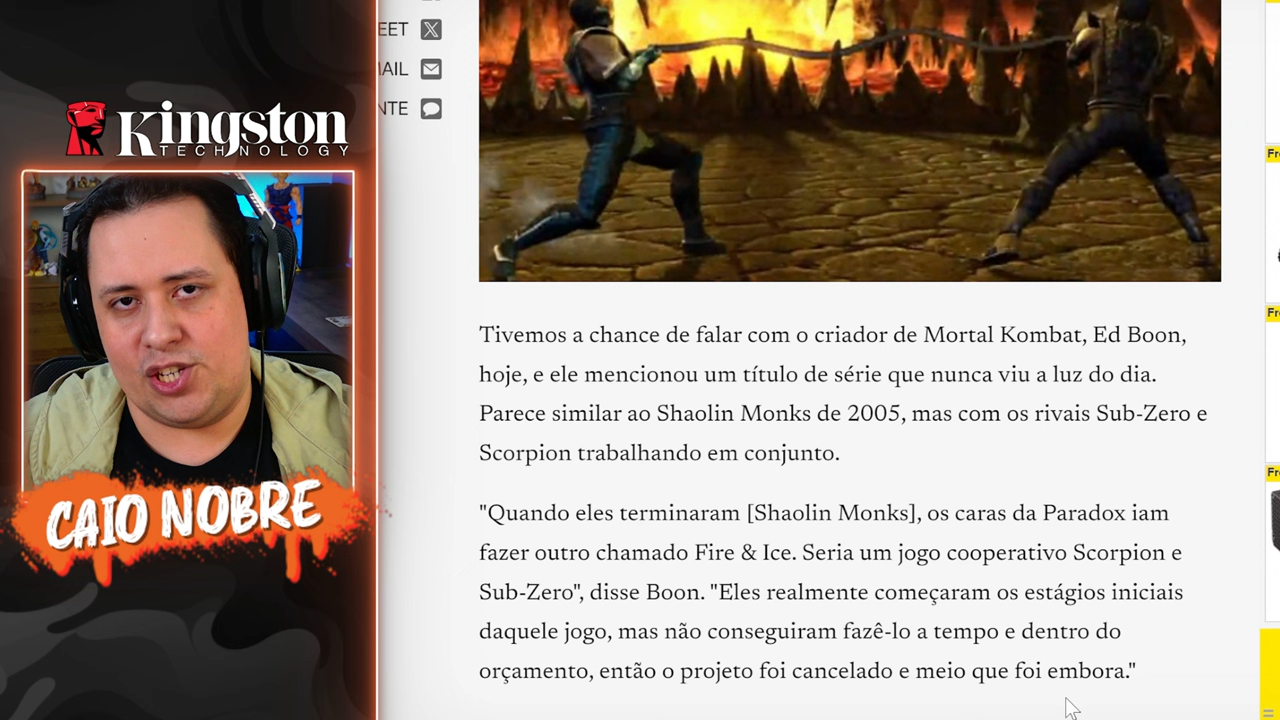 EET
AIL
NTE
Kingston
TECHNOLOGY
CAIO NOBRE
Tivemos a chance de falar com o criador de Mortal Kombat, Ed Boon,
hoje, e ele mencionou um título de série que nunca viu a luz do dia.
Parece similar ao Shaolin Monks de 2005, mas com os rivais Sub-Zero e
Scorpion trabalhando em conjunto.
"Quando eles terminaram [Shaolin Monks], os caras da Paradox iam
fazer outro chamado Fire & Ice. Seria um jogo cooperativo Scorpion e
Sub-Zero", disse Boon. "Eles realmente começaram os estágios iniciais
daquele jogo, mas não conseguiram fazê-lo a tempo e dentro do
orçamento, então o projeto foi cancelado e meio que foi embora."
Fr
Fr
Fr